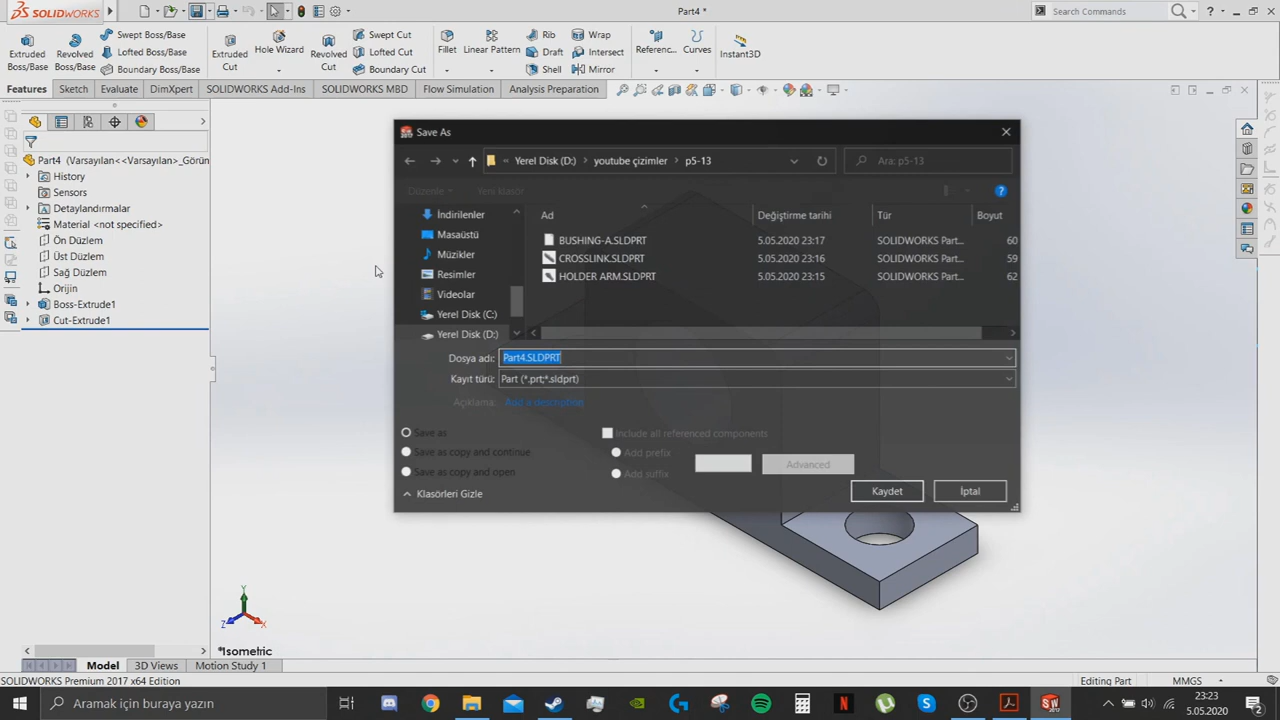 SOLIDWORKS
Part4 *
Search Commands
Extruded Boss/Base
Revolved Boss/Base
Swept Boss/Base
Lofted Boss/Base
Boundary Boss/Base
Extruded Cut
Hole Wizard
Revolved Cut
Swept Cut
Lofted Cut
Boundary Cut
Fillet
Linear Pattern
Rib
Draft
Shell
Wrap
Intersect
Mirror
Referenc...
Curves
Instant3D
Features Sketch Evaluate DimXpert SOLIDWORKS Add-Ins SOLIDWORKS MBD Flow Simulation Analysis Preparation
Part4 (Varsayılan<<Varsayılan>_Görün
History
Sensors
Detaylandırmalar
Material <not specified>
Ön Düzlem
Üst Düzlem
Sağ Düzlem
Orijin
Boss-Extrude1
Cut-Extrude1
Save As
« Yerel Disk (D:) > youtube çizimler > p5-13
Ara: p5-13
Düzenle
Yeni klasör
İndirilenler
Masaüstü
Müzikler
Resimler
Videolar
Yerel Disk (C:)
Yerel Disk (D:)
Ad Değiştirme tarihi Tür Boyut
BUSHING-A.SLDPRT 5.05.2020 23:17 SOLIDWORKS Part... 60
CROSSLINK.SLDPRT 5.05.2020 23:16 SOLIDWORKS Part... 59
HOLDER ARM.SLDPRT 5.05.2020 23:15 SOLIDWORKS Part... 62
Dosya adı: Part4.SLDPRT
Kayıt türü: Part (*.prt;*.sldprt)
Açıklama: Add a description
Save as
Save as copy and continue
Save as copy and open
Include all referenced components
Add prefix
Add suffix
Advanced
Klasörleri Gizle
Kaydet
İptal
Y
Z
X
*Isometric
Model 3D Views Motion Study 1
SOLIDWORKS Premium 2017 x64 Edition
Editing Part
MMGS
Aramak için buraya yazın
23:23
5.05.2020
2